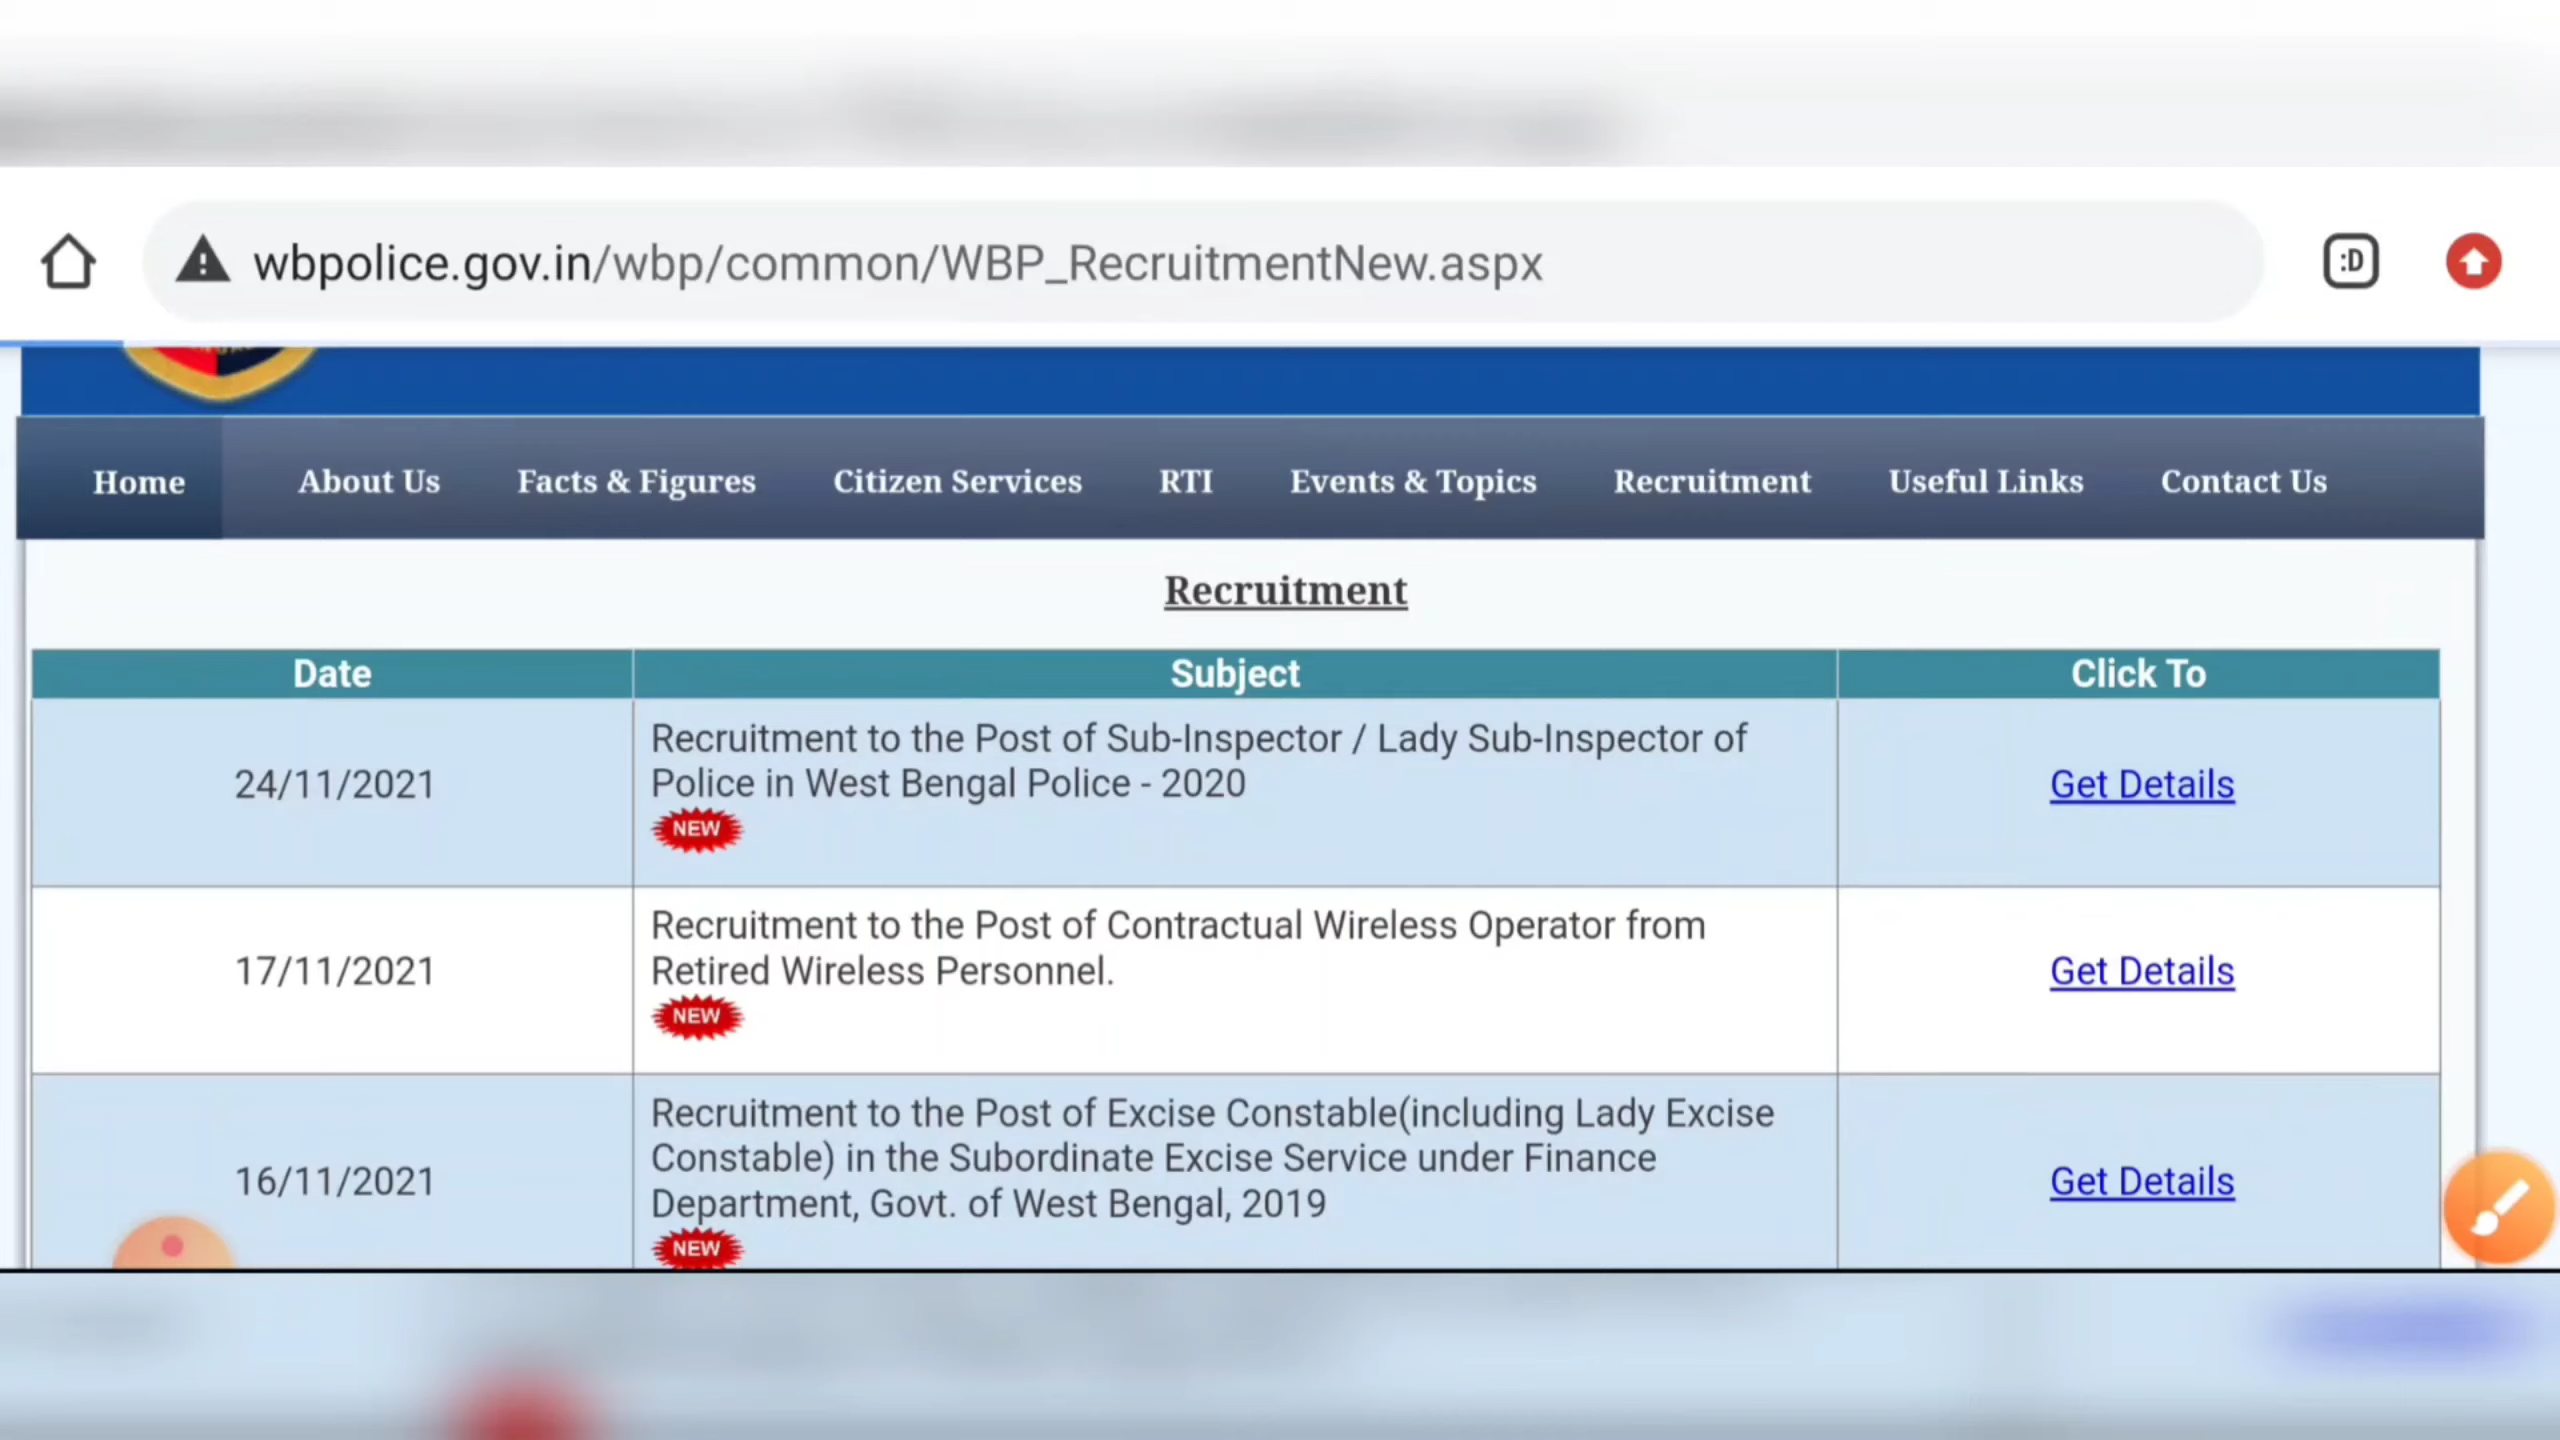 wbpolice.gov.in/wbp/common/WBP_RecruitmentNew.aspx
:D
Home About Us Facts & Figures Citizen Services RTI Events & Topics Recruitment Useful Links Contact Us
Recruitment
Date Subject Click To
24/11/2021
Recruitment to the Post of Sub-Inspector / Lady Sub-Inspector of
Police in West Bengal Police - 2020
NEW
Get Details
17/11/2021
Recruitment to the Post of Contractual Wireless Operator from
Retired Wireless Personnel.
NEW
Get Details
16/11/2021
Recruitment to the Post of Excise Constable(including Lady Excise
Constable) in the Subordinate Excise Service under Finance
Department, Govt. of West Bengal, 2019
NEW
Get Details